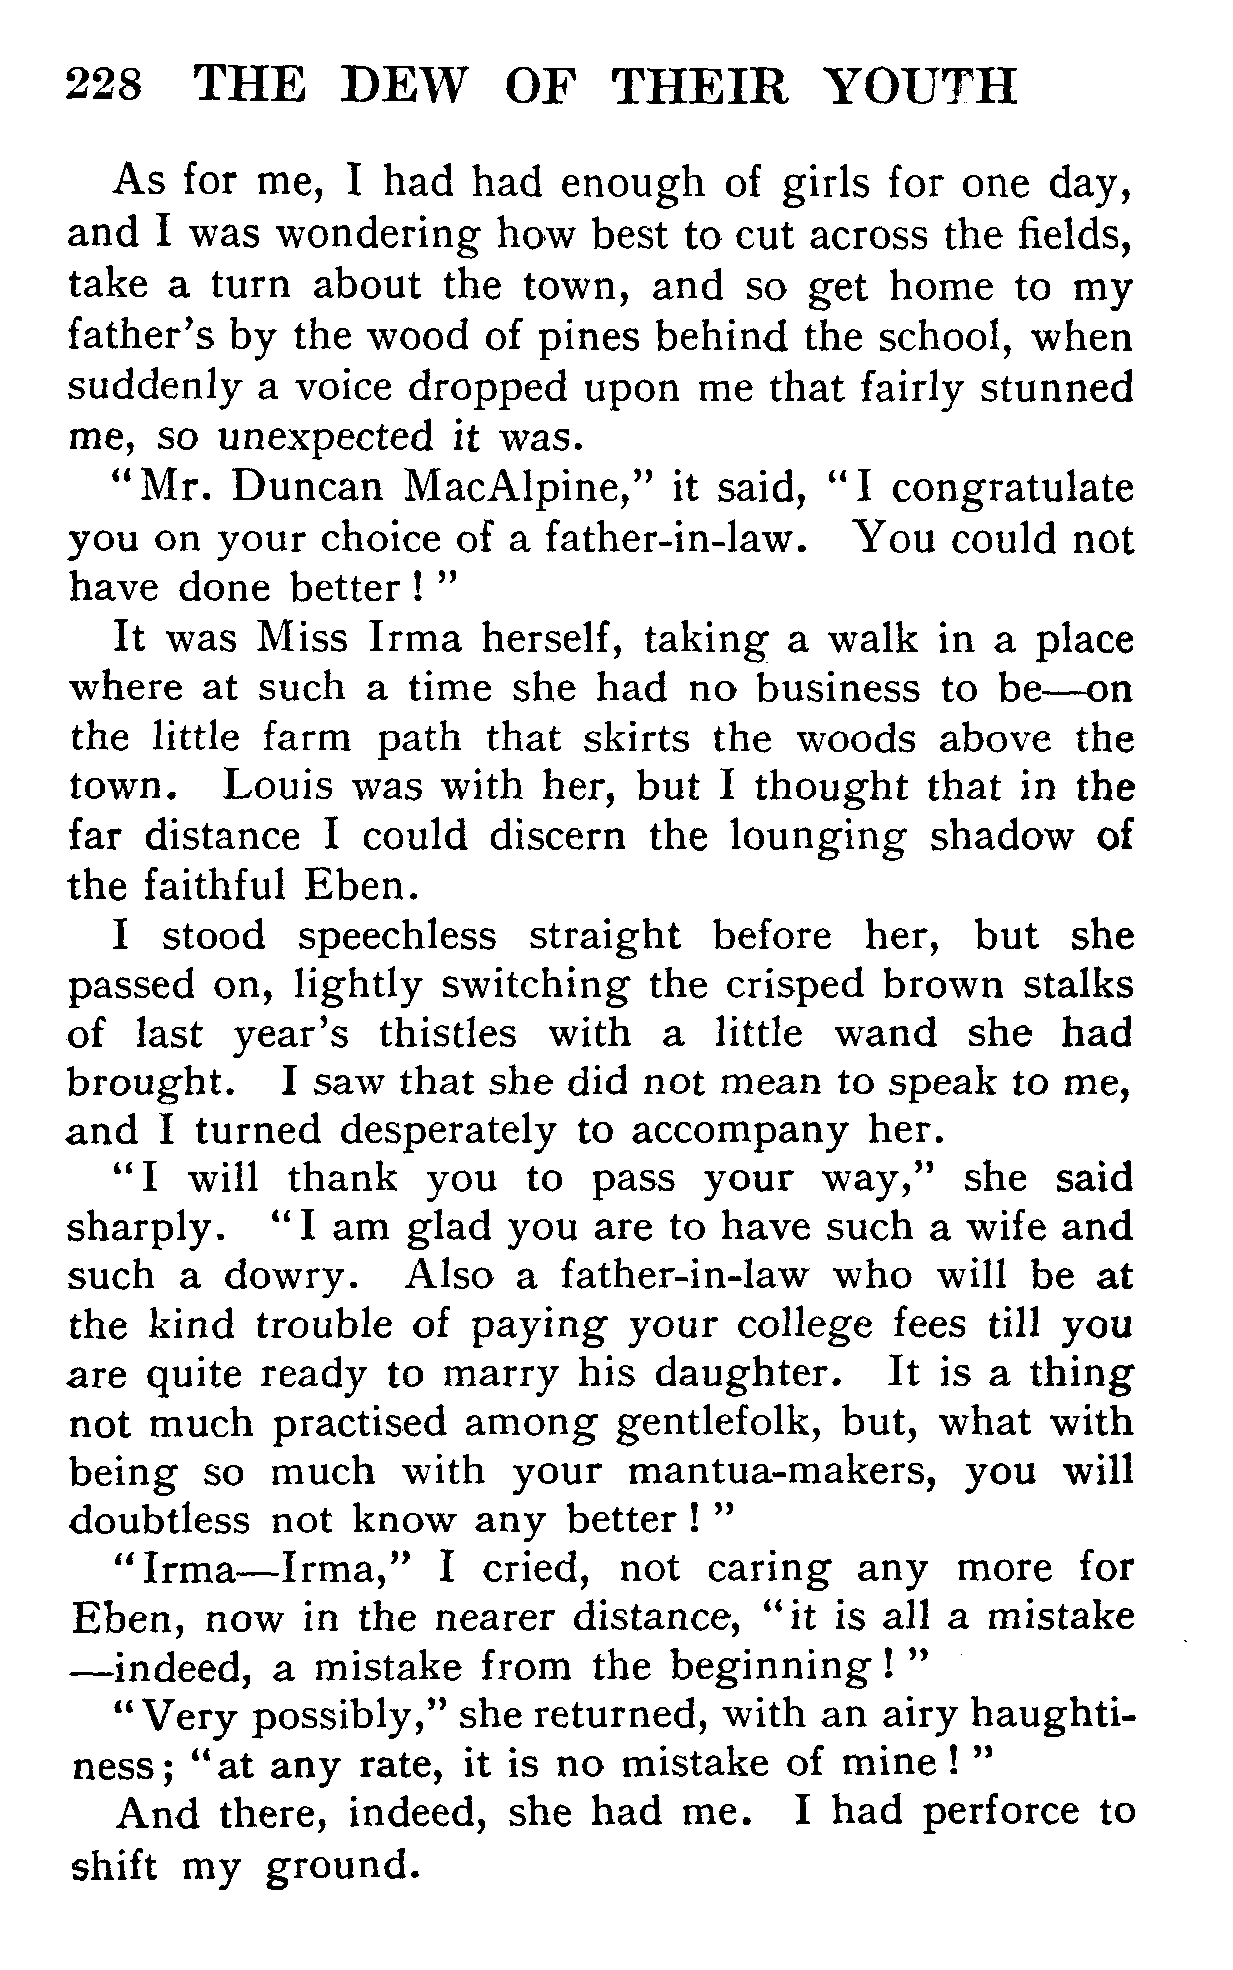 228 THE DEW OF THEIR YOUTH
As for me, I had had enough of girls for one day,
and I was wondering how best to cut across the fields,
take a turn about the town, and so get home to my
father's by the wood of pines behind the school, when
suddenly a voice dropped upon me that fairly stunned
me, so unexpected it was.
"Mr. Duncan MacAlpine," it said, "I congratulate
you on your choice of a father-in-law. You could not
have done better!"
It was Miss Irma herself, taking a walk in a place
where at such a time she had no business to be—on
the little farm path that skirts the woods above the
town. Louis was with her, but I thought that in the
far distance I could discern the lounging shadow of
the faithful Eben.
I stood speechless straight before her, but she
passed on, lightly switching the crisped brown stalks
of last year's thistles with a little wand she had
brought. I saw that she did not mean to speak to me,
and I turned desperately to accompany her.
"I will thank you to pass your way," she said
sharply. "I am glad you are to have such a wife and
such a dowry. Also a father-in-law who will be at
the kind trouble of paying your college fees till you
are quite ready to marry his daughter. It is a thing
not much practised among gentlefolk, but, what with
being so much with your mantua-makers, you will
doubtless not know any better!"
"Irma—Irma," I cried, not caring any more for
Eben, now in the nearer distance, "it is all a mistake
—indeed, a mistake from the beginning!"
"Very possibly," she returned, with an airy haughti-
ness; "at any rate, it is no mistake of mine!"
And there, indeed, she had me. I had perforce to
shift my ground.